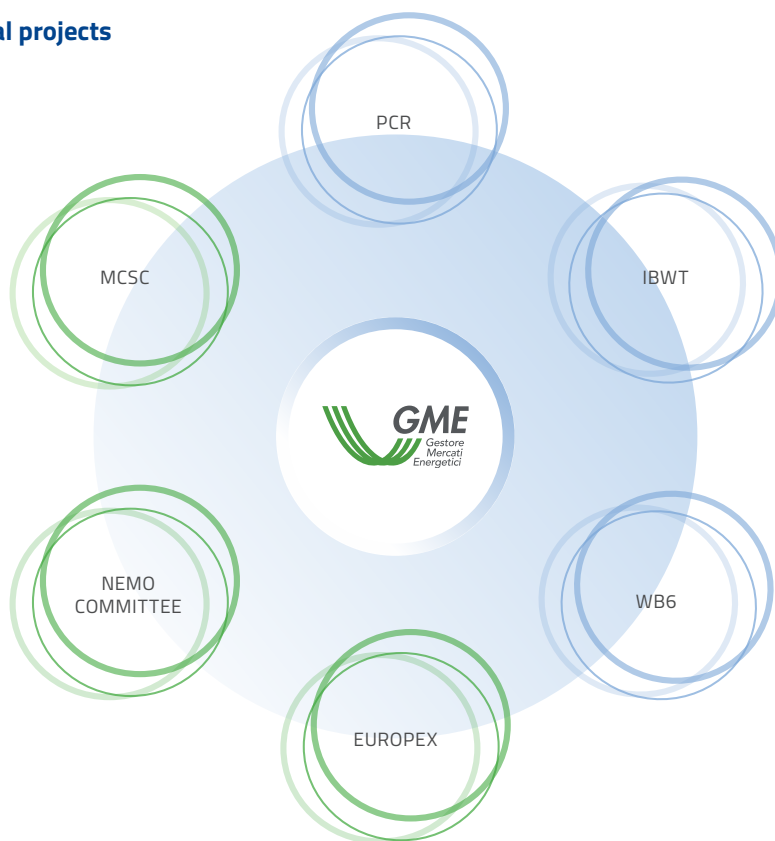 al projects
PCR
MCSC
IBWT
GME
Gestore
Mercati
Energetici
NEMO
COMMITTEE
WB6
EUROPEX